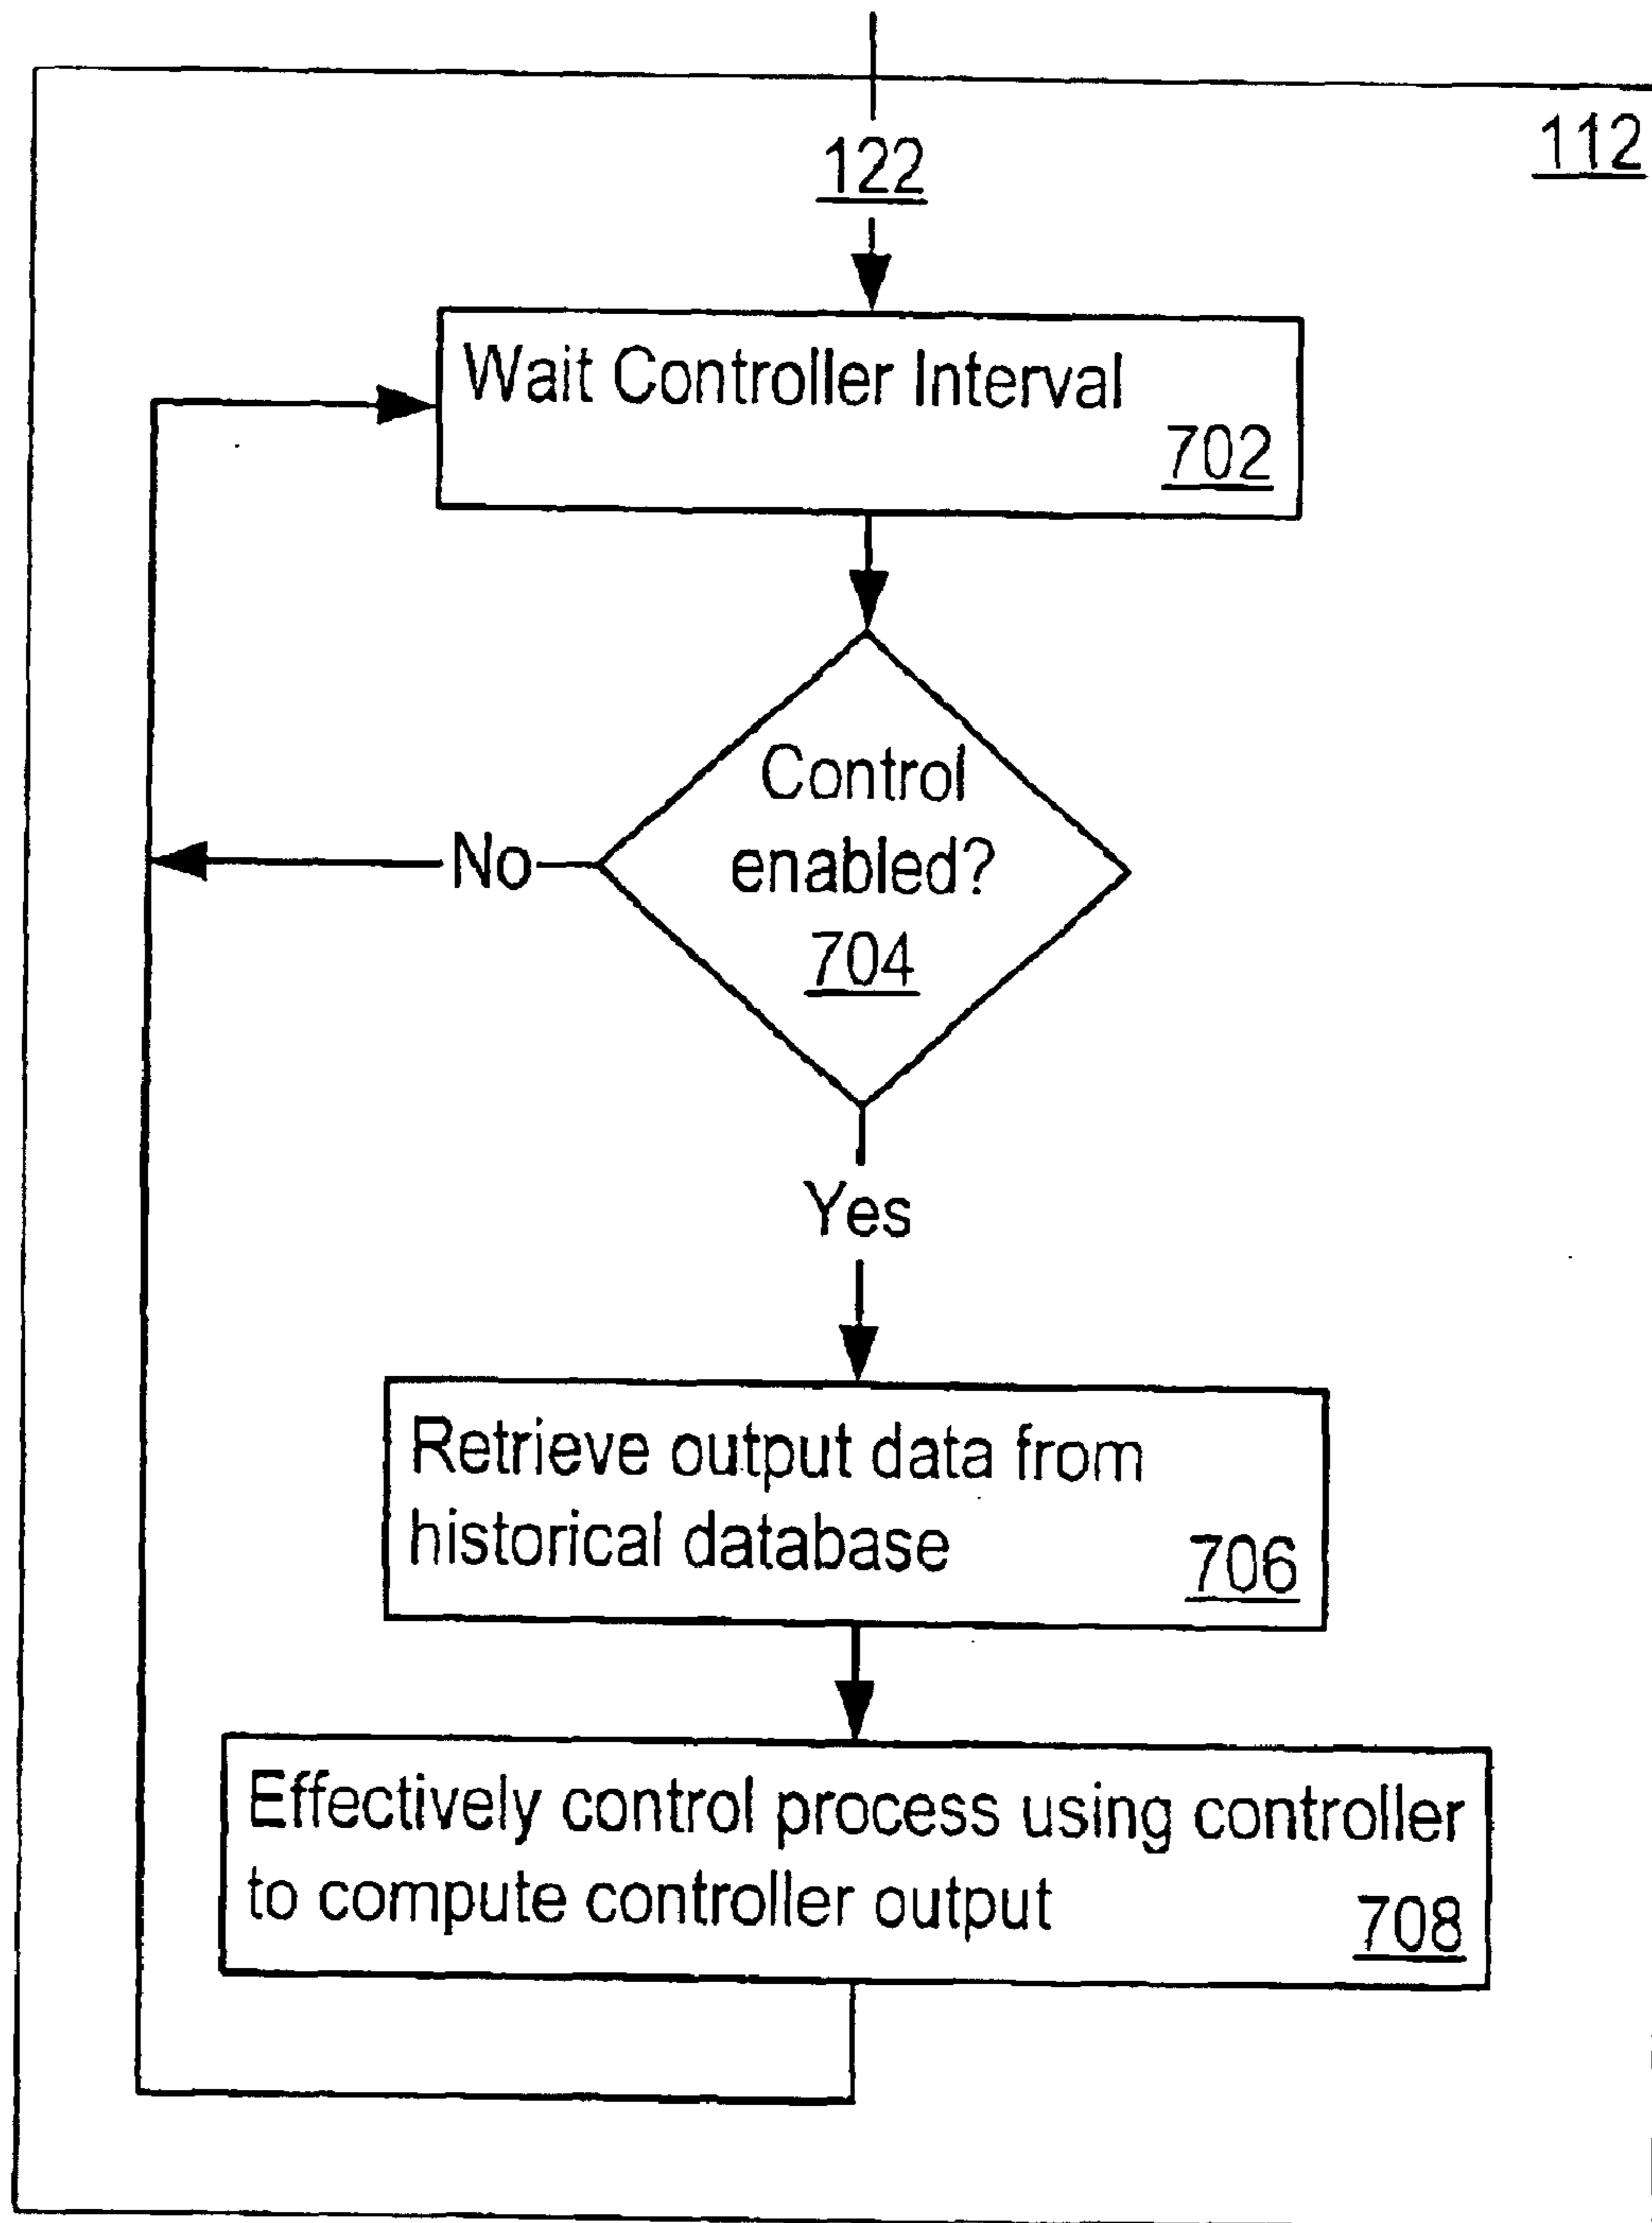 112
122
Wait Controller Interval
702
Control
enabled?
704
No
Yes
Retrieve output data from
historical database
706
Effectively control process using controller
to compute controller output
708